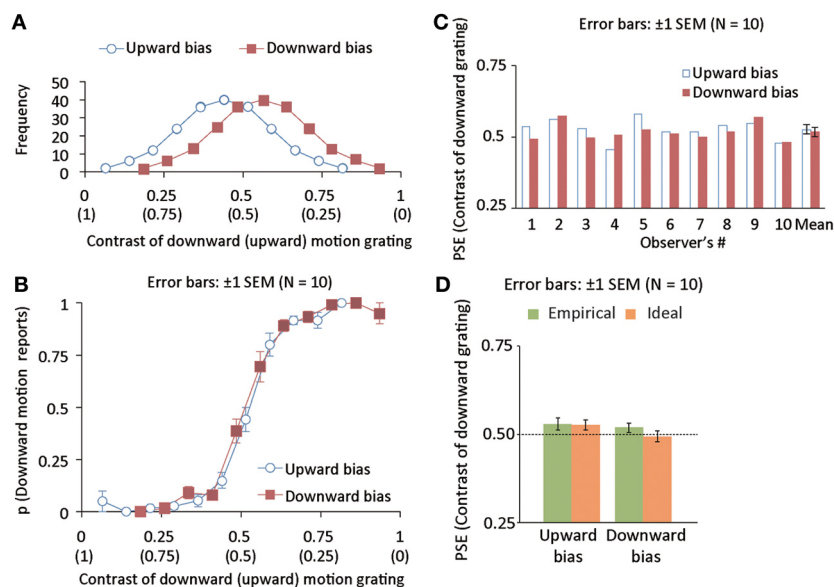 A
Upward bias Downward bias
Frequency
50
40
30
20
10
0
0 0.25 0.5 0.75 1
(1) (0.75) (0.5) (0.25) (0)
Contrast of downward (upward) motion grating
B
Error bars: ±1 SEM (N = 10)
p (Downward motion reports)
1
0.75
0.5
0.25
0
Upward bias
Downward bias
0 0.25 0.5 0.75 1
(1) (0.75) (0.5) (0.25) (0)
Contrast of downward (upward) motion grating
C
Error bars: ±1 SEM (N = 10)
PSE (Contrast of downward grating)
0.75
0.5
0.25
Upward bias
Downward bias
1 2 3 4 5 6 7 8 9 10 Mean
Observer's #
D
Error bars: ±1 SEM (N = 10)
Empirical Ideal
PSE (Contrast of downward grating)
0.75
0.50
0.25
Upward Downward
bias bias